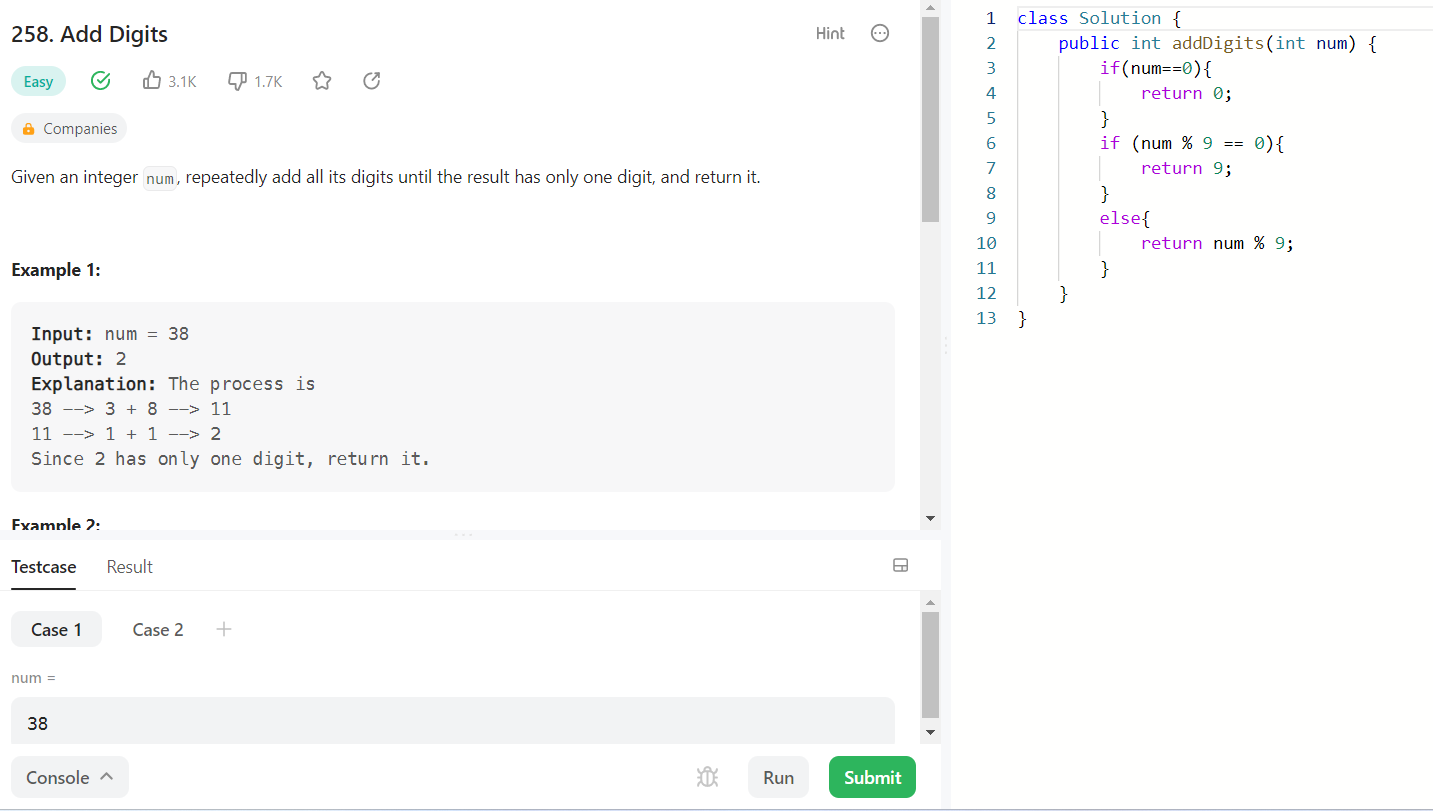 258. Add Digits
Hint
Easy
3.1K
1.7K
Companies
Given an integer num, repeatedly add all its digits until the result has only one digit, and return it.
Example 1:
Input: num = 38
Output: 2
Explanation: The process is
38 --> 3 + 8 --> 11
11 --> 1 + 1 --> 2
Since 2 has only one digit, return it.
Example 2:
Testcase
Result
Case 1
Case 2
num =
38
Console
Run
Submit
1 class Solution {
2     public int addDigits(int num) {
3         if(num==0){
4             return 0;
5         }
6         if (num % 9 == 0){
7             return 9;
8         }
9         else{
10             return num % 9;
11         }
12     }
13 }